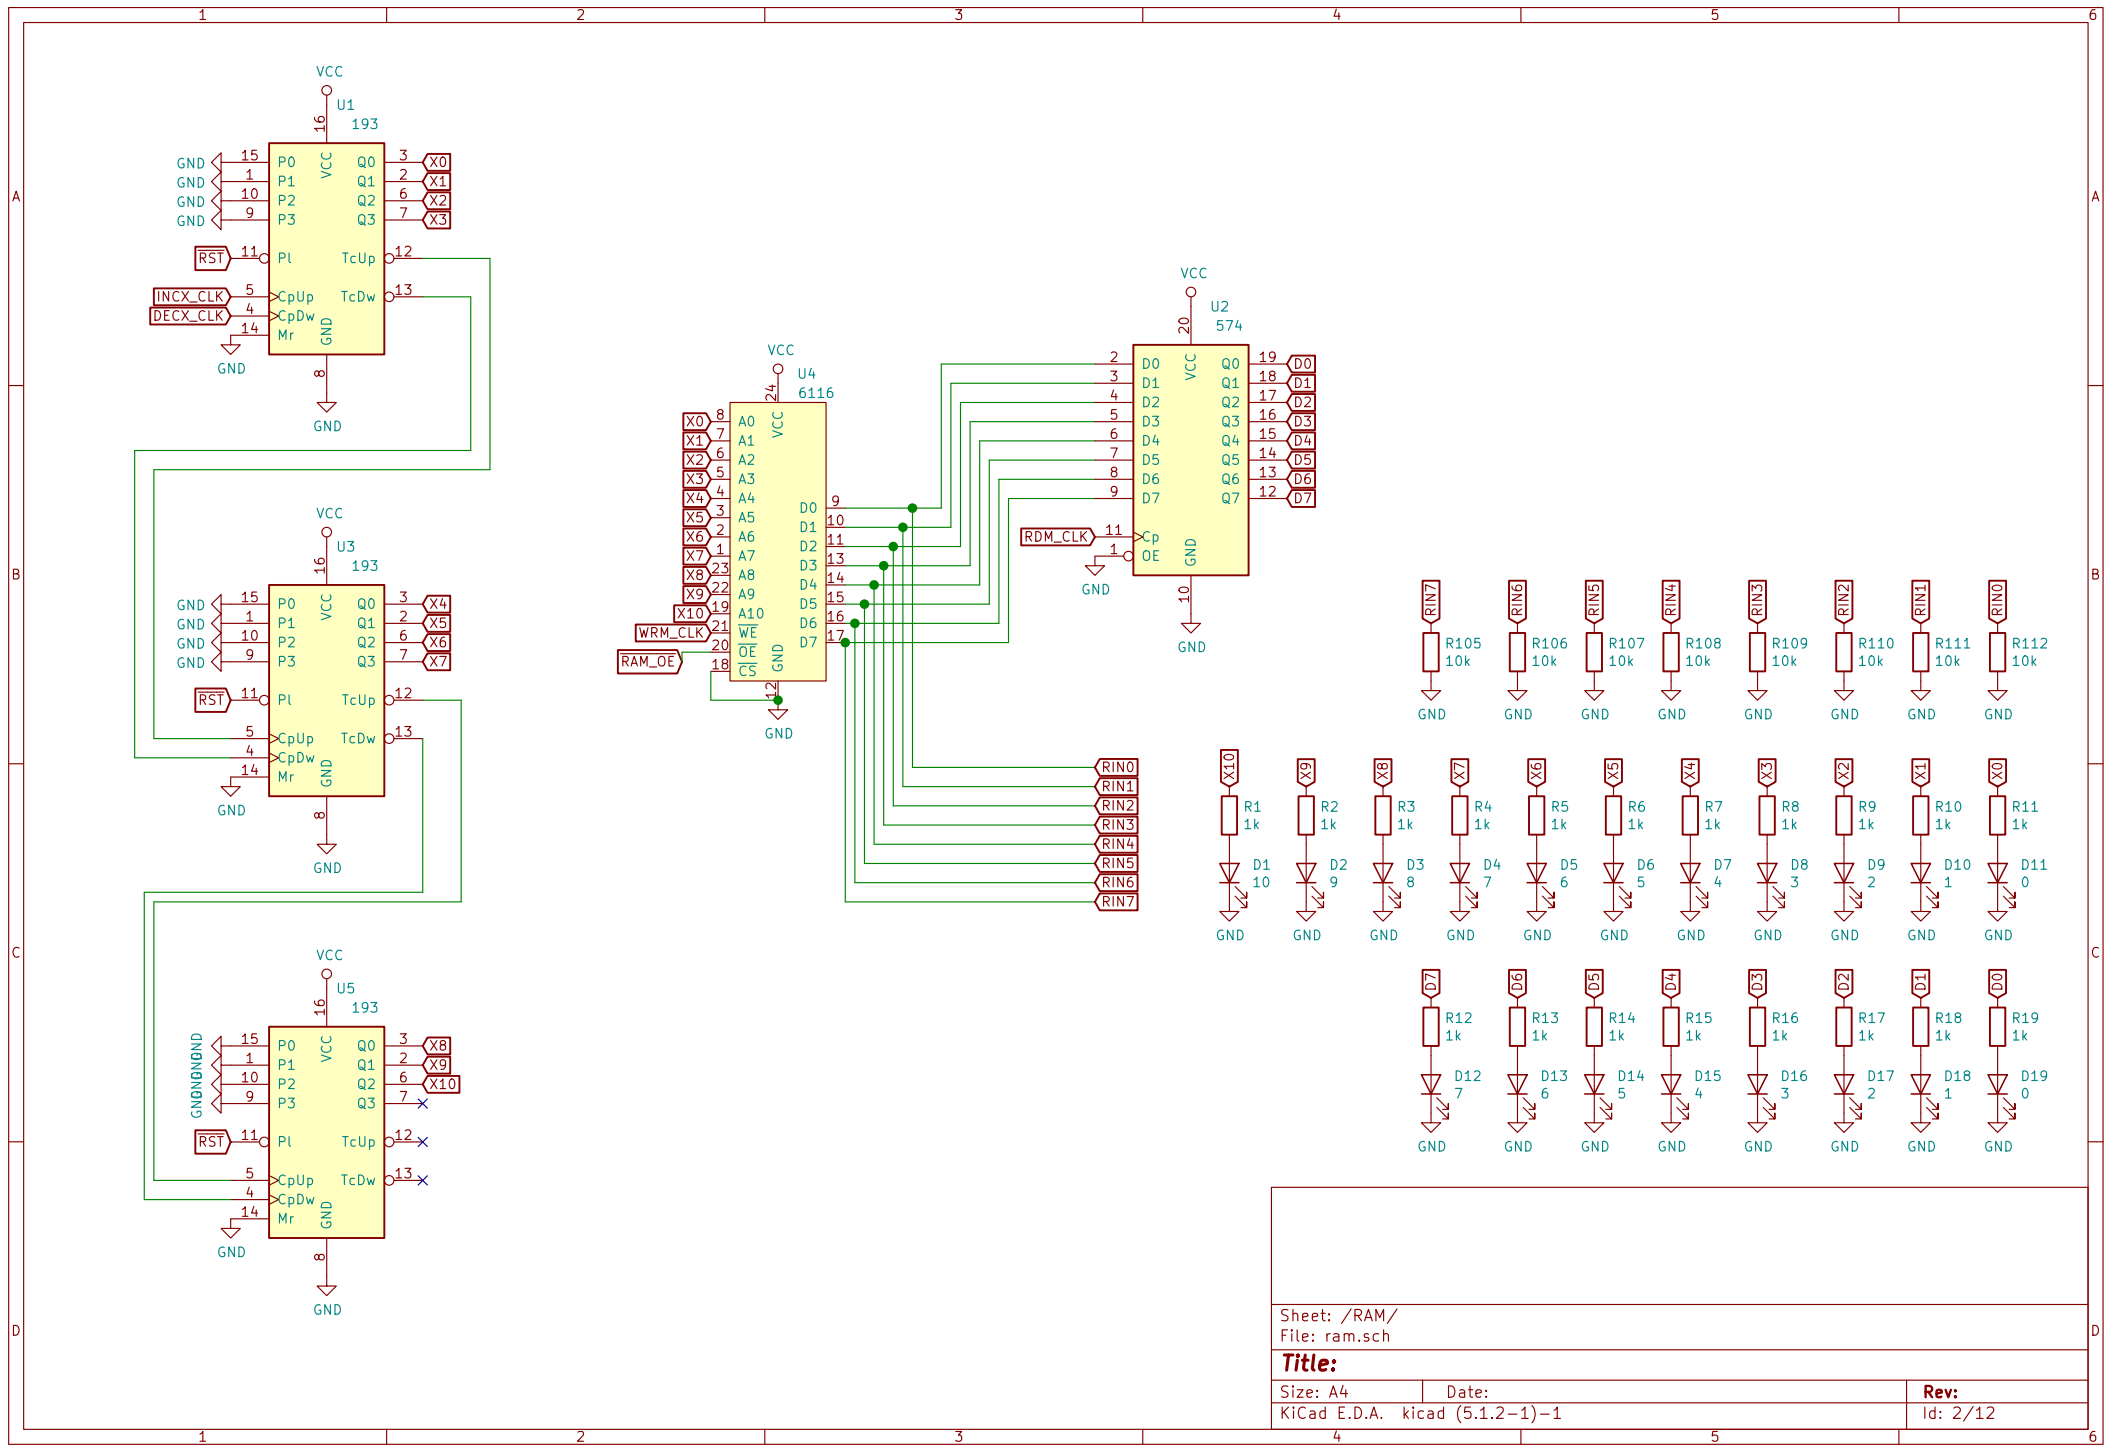 1 2 3 4 5 6
A A
B B
C C
D D
VCC
U1
193
16
GND 15 P0 VCC Q0 3 X0
GND 1 P1 Q1 2 X1
GND 10 P2 Q2 6 X2
GND 9 P3 Q3 7 X3
RST 11 Pl TcUp 12
INCX_CLK 5 CpUp TcDw 13
DECX_CLK 4 CpDw
14 Mr GND
GND
8
GND
VCC
U3
193
16
GND 15 P0 VCC Q0 3 X4
GND 1 P1 Q1 2 X5
GND 10 P2 Q2 6 X6
GND 9 P3 Q3 7 X7
RST 11 Pl TcUp 12
5 CpUp TcDw 13
4 CpDw
14 Mr GND
GND
8
GND
VCC
U5
193
16
GND 15 P0 VCC Q0 3 X8
GND 1 P1 Q1 2 X9
GND 10 P2 Q2 6 X10
GND 9 P3 Q3 7
RST 11 Pl TcUp 12
5 CpUp TcDw 13
4 CpDw
14 Mr GND
GND
8
GND
VCC
U4
6116
24
VCC
X0 8 A0
X1 7 A1
X2 6 A2
X3 5 A3
X4 4 A4
X5 3 A5
X6 2 A6
X7 1 A7
X8 23 A8
X9 22 A9
X10 19 A10
WRM_CLK 21 WE
RAM_OE 20 OE
18 CS
D0 9
D1 10
D2 11
D3 13
D4 14
D5 15
D6 16
D7 17
GND
12
GND
VCC
U2
574
20
2 D0 VCC Q0 19 D0
3 D1 Q1 18 D1
4 D2 Q2 17 D2
5 D3 Q3 16 D3
6 D4 Q4 15 D4
7 D5 Q5 14 D5
8 D6 Q6 13 D6
9 D7 Q7 12 D7
RDM_CLK 11 Cp
1 OE GND
GND
10
GND
RIN0
RIN1
RIN2
RIN3
RIN4
RIN5
RIN6
RIN7
RIN7 RIN6 RIN5 RIN4 RIN3 RIN2 RIN1 RIN0
R105 R106 R107 R108 R109 R110 R111 R112
10k 10k 10k 10k 10k 10k 10k 10k
GND GND GND GND GND GND GND GND
X10 X9 X8 X7 X6 X5 X4 X3 X2 X1 X0
R1 R2 R3 R4 R5 R6 R7 R8 R9 R10 R11
1k 1k 1k 1k 1k 1k 1k 1k 1k 1k 1k
D1 D2 D3 D4 D5 D6 D7 D8 D9 D10 D11
10 9 8 7 6 5 4 3 2 1 0
GND GND GND GND GND GND GND GND GND GND GND
D7 D6 D5 D4 D3 D2 D1 D0
R12 R13 R14 R15 R16 R17 R18 R19
1k 1k 1k 1k 1k 1k 1k 1k
D12 D13 D14 D15 D16 D17 D18 D19
7 6 5 4 3 2 1 0
GND GND GND GND GND GND GND GND
Sheet: /RAM/
File: ram.sch
Title:
Size: A4 Date: Rev:
KiCad E.D.A. kicad (5.1.2-1)-1 Id: 2/12
1 2 3 4 5 6